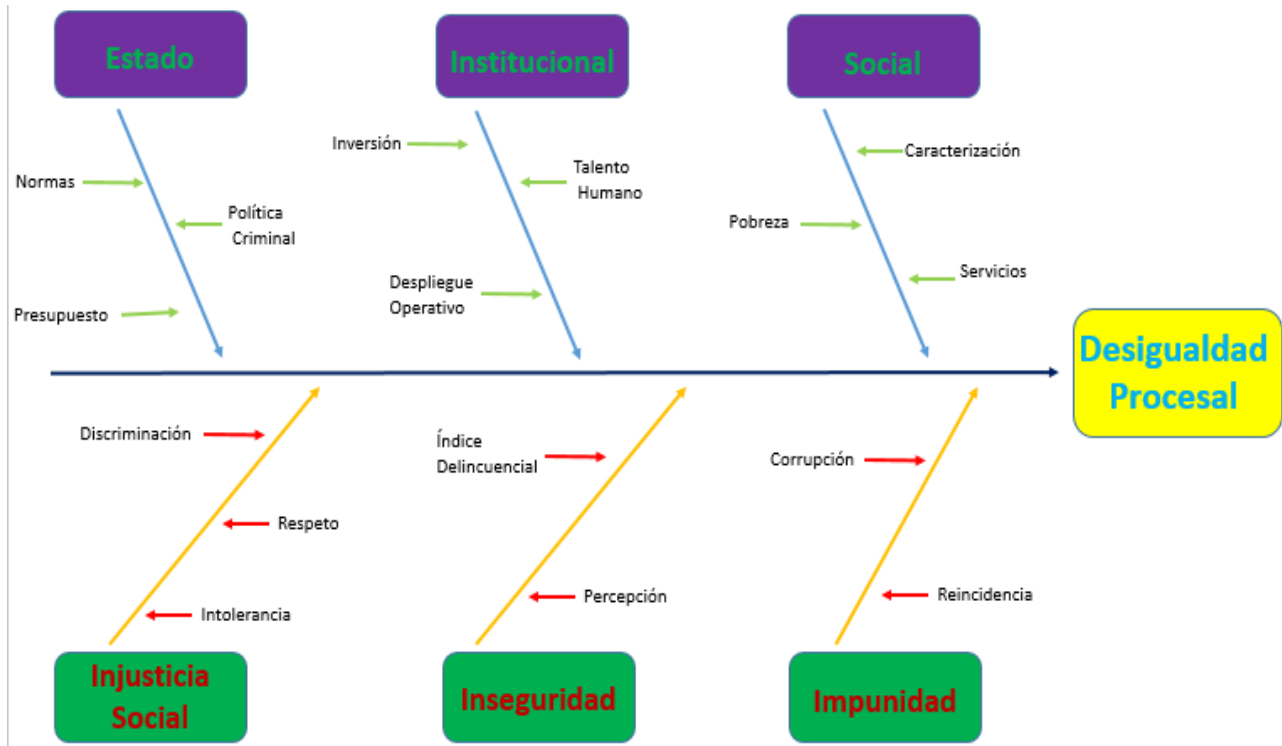 Estado
Institucional
Social
Inversión
Caracterización
Talento
Humano
Normas
Política
Criminal
Pobreza
Servicios
Despliegue
Operativo
Presupuesto
Desigualdad
Procesal
Discriminación
Índice
Delincuencial
Corrupción
Respeto
Percepción
Reincidencia
Intolerancia
Injusticia
Social
Inseguridad
Impunidad